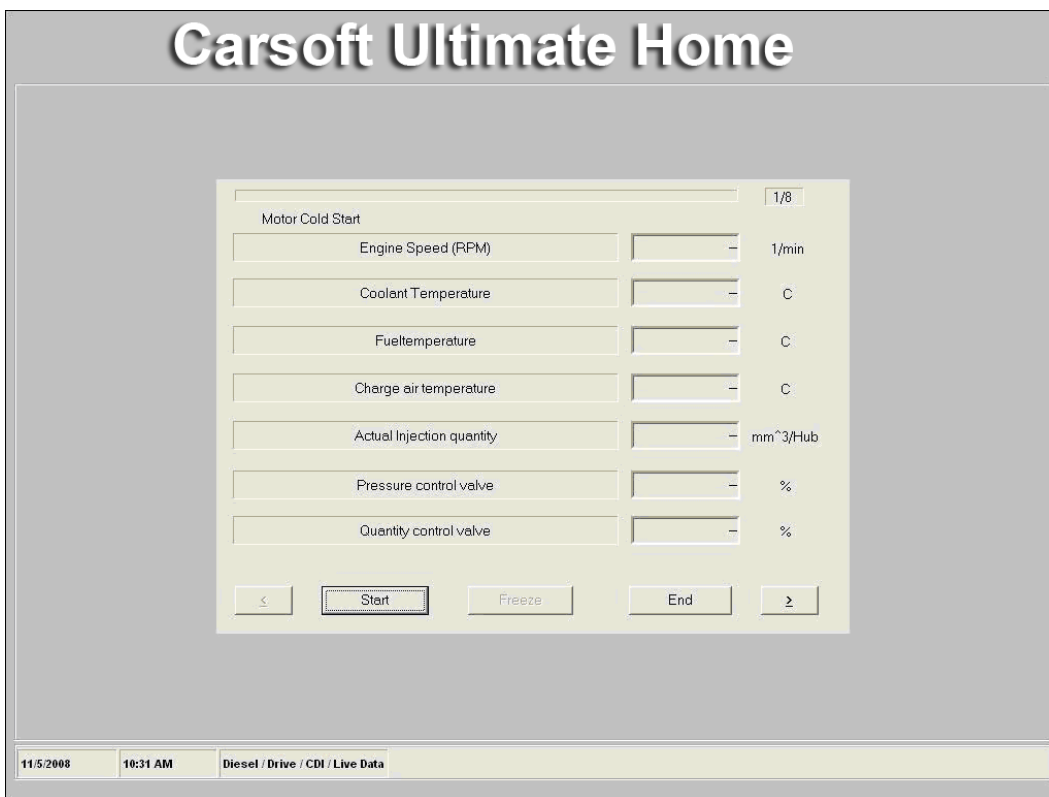 Carsoft Ultimate Home
1/8
Motor Cold Start
Engine Speed (RPM) – 1/min
Coolant Temperature – C
Fueltemperature – C
Charge air temperature – C
Actual Injection quantity – mm^3/Hub
Pressure control valve – %
Quantity control valve – %
< Start Freeze End >
11/5/2008 10:31 AM Diesel / Drive / CDI / Live Data